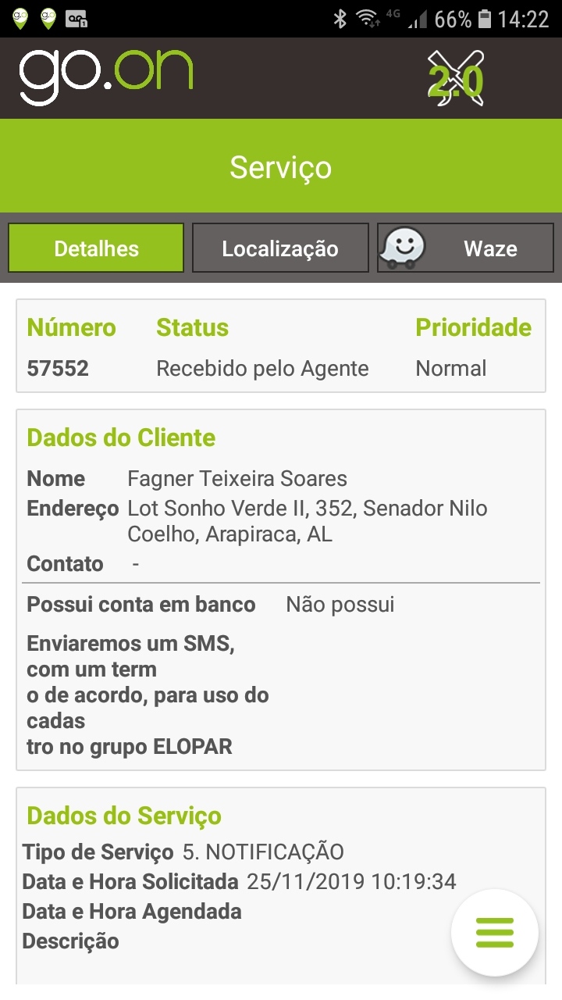 4G 66% 14:22
go.on 2.0
Serviço
Detalhes Localização Waze
Número Status Prioridade
57552 Recebido pelo Agente Normal
Dados do Cliente
Nome Fagner Teixeira Soares
Endereço Lot Sonho Verde II, 352, Senador Nilo
Coelho, Arapiraca, AL
Contato -
Possui conta em banco Não possui
Enviaremos um SMS,
com um term
o de acordo, para uso do
cadas
tro no grupo ELOPAR
Dados do Serviço
Tipo de Serviço 5. NOTIFICAÇÃO
Data e Hora Solicitada 25/11/2019 10:19:34
Data e Hora Agendada
Descrição